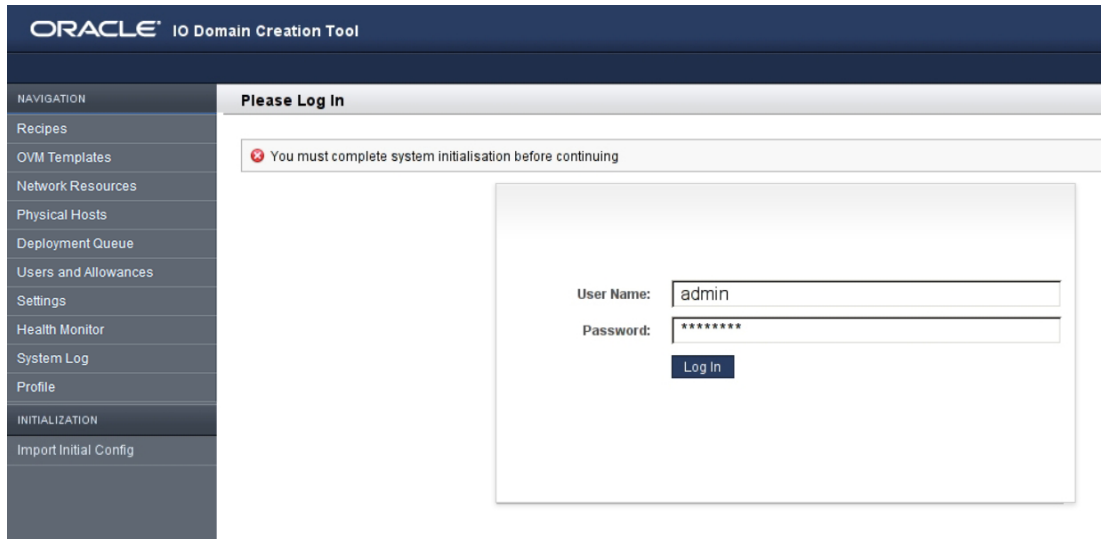 ORACLE® IO Domain Creation Tool
NAVIGATION
Recipes
OVM Templates
Network Resources
Physical Hosts
Deployment Queue
Users and Allowances
Settings
Health Monitor
System Log
Profile
INITIALIZATION
Import Initial Config
Please Log In
You must complete system initialisation before continuing
User Name: admin
Password: ********
Log In